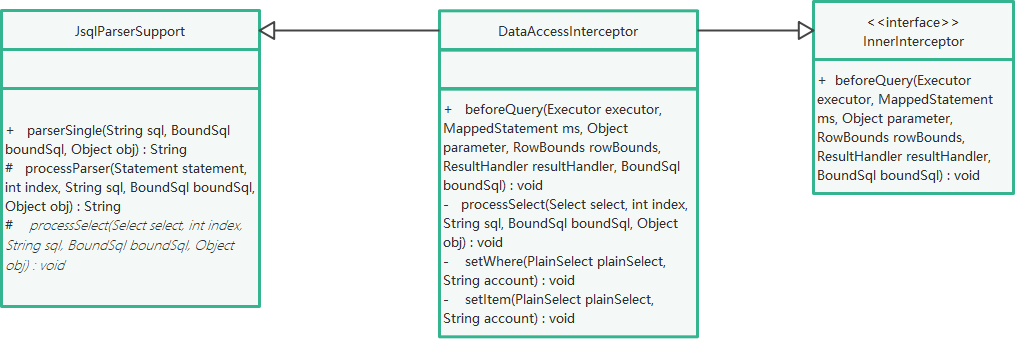 JsqlParserSupport
+ parserSingle(String sql, BoundSql
boundSql, Object obj) : String
# processParser(Statement statement,
int index, String sql, BoundSql boundSql,
Object obj) : String
# processSelect(Select select, int index,
String sql, BoundSql boundSql, Object
obj) : void
DataAccessInterceptor
+ beforeQuery(Executor executor,
MappedStatement ms, Object
parameter, RowBounds rowBounds,
ResultHandler resultHandler, BoundSql
boundSql) : void
- processSelect(Select select, int index,
String sql, BoundSql boundSql, Object
obj) : void
- setWhere(PlainSelect plainSelect,
String account) : void
- setItem(PlainSelect plainSelect,
String account) : void
<<interface>>
InnerInterceptor
+ beforeQuery(Executor
executor, MappedStatement
ms, Object parameter,
RowBounds rowBounds,
ResultHandler resultHandler,
BoundSql boundSql) : void